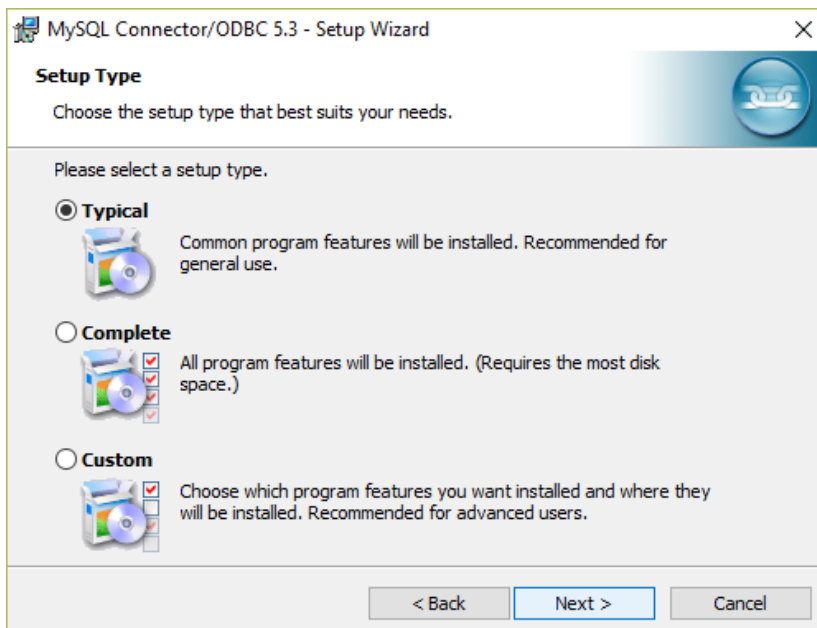 MySQL Connector/ODBC 5.3 - Setup Wizard
Setup Type
Choose the setup type that best suits your needs.
Please select a setup type.
Typical
Common program features will be installed. Recommended for
general use.
Complete
All program features will be installed. (Requires the most disk
space.)
Custom
Choose which program features you want installed and where they
will be installed. Recommended for advanced users.
< Back Next > Cancel